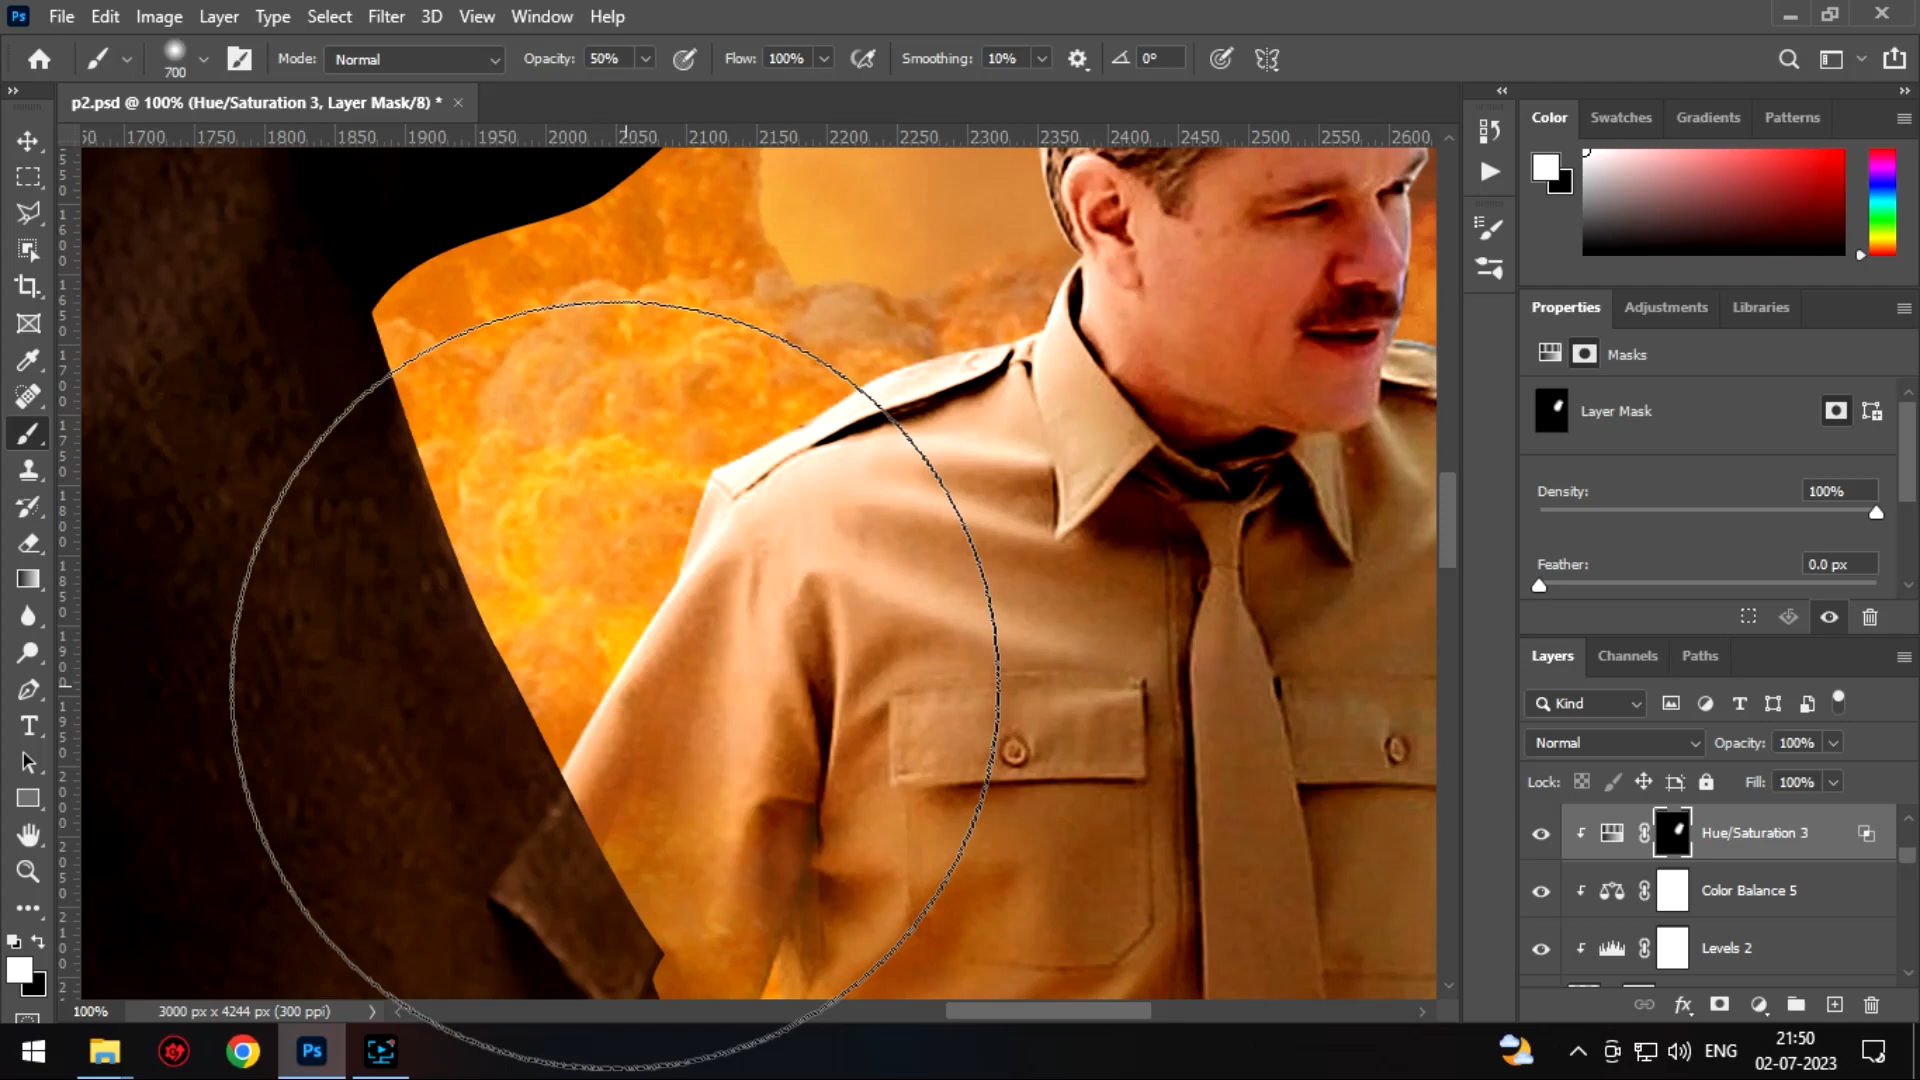 Ps File Edit Image Layer Type Select Filter 3D View Window Help
700 Mode: Normal Opacity: 50% Flow: 100% Smoothing: 10% 0°
p2.psd @ 100% (Hue/Saturation 3, Layer Mask/8) *
50 1700 1750 1800 1850 1900 1950 2000 2050 2100 2150 2200 2250 2300 2350 2400 2450 2500 2550 2600
Color Swatches Gradients Patterns
Properties Adjustments Libraries
Masks
Layer Mask
Density: 100%
Feather: 0.0 px
Layers Channels Paths
Kind
Normal Opacity: 100%
Lock: Fill: 100%
Hue/Saturation 3
Color Balance 5
Levels 2
100% 3000 px x 4244 px (300 ppi)
Ps ENG
21:50
02-07-2023